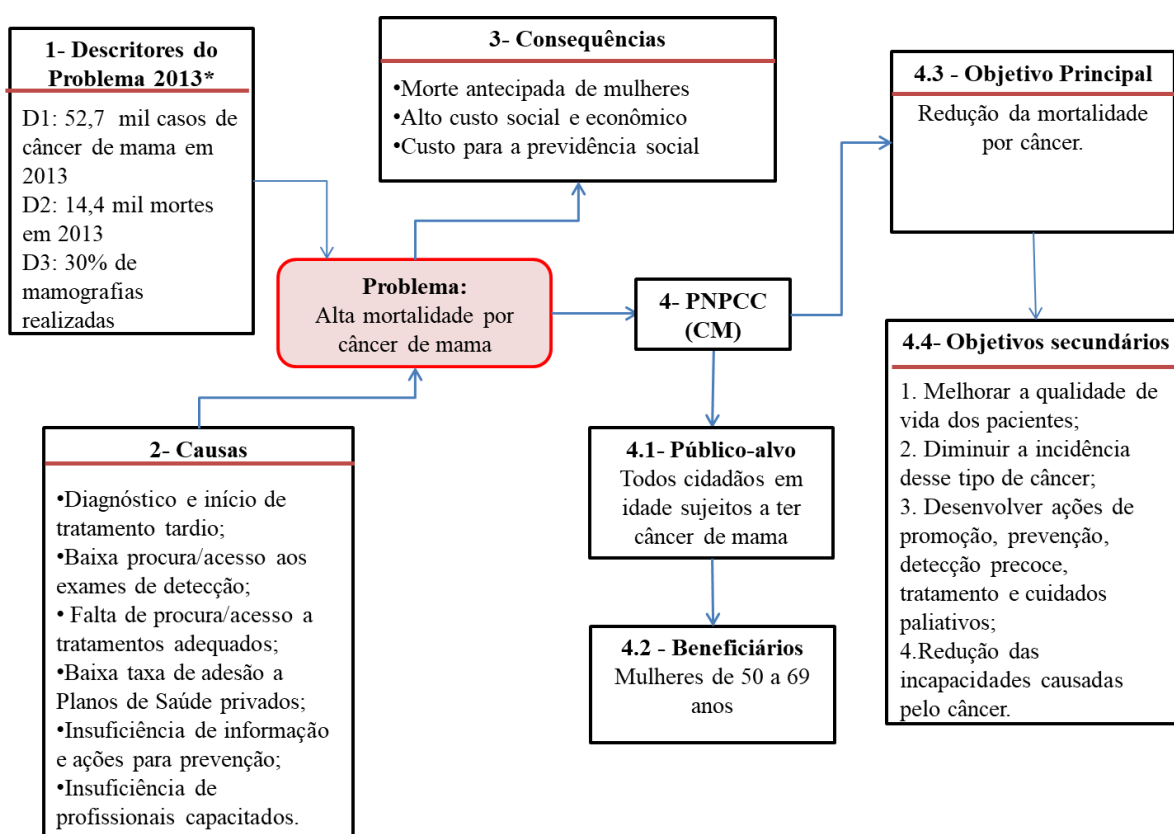 1- Descritores do
Problema 2013*
D1: 52,7 mil casos de
câncer de mama em
2013
D2: 14,4 mil mortes
em 2013
D3: 30% de
mamografias
realizadas
3- Consequências
•Morte antecipada de mulheres
•Alto custo social e econômico
•Custo para a previdência social
4.3 - Objetivo Principal
Redução da mortalidade
por câncer.
Problema:
Alta mortalidade por
câncer de mama
4- PNPCC
(CM)
2- Causas
•Diagnóstico e início de
tratamento tardio;
•Baixa procura/acesso aos
exames de detecção;
• Falta de procura/acesso a
tratamentos adequados;
•Baixa taxa de adesão a
Planos de Saúde privados;
•Insuficiência de informação
e ações para prevenção;
•Insuficiência de
profissionais capacitados.
4.1- Público-alvo
Todos cidadãos em
idade sujeitos a ter
câncer de mama
4.2 - Beneficiários
Mulheres de 50 a 69
anos
4.4- Objetivos secundários
1. Melhorar a qualidade de
vida dos pacientes;
2. Diminuir a incidência
desse tipo de câncer;
3. Desenvolver ações de
promoção, prevenção,
detecção precoce,
tratamento e cuidados
paliativos;
4.Redução das
incapacidades causadas
pelo câncer.